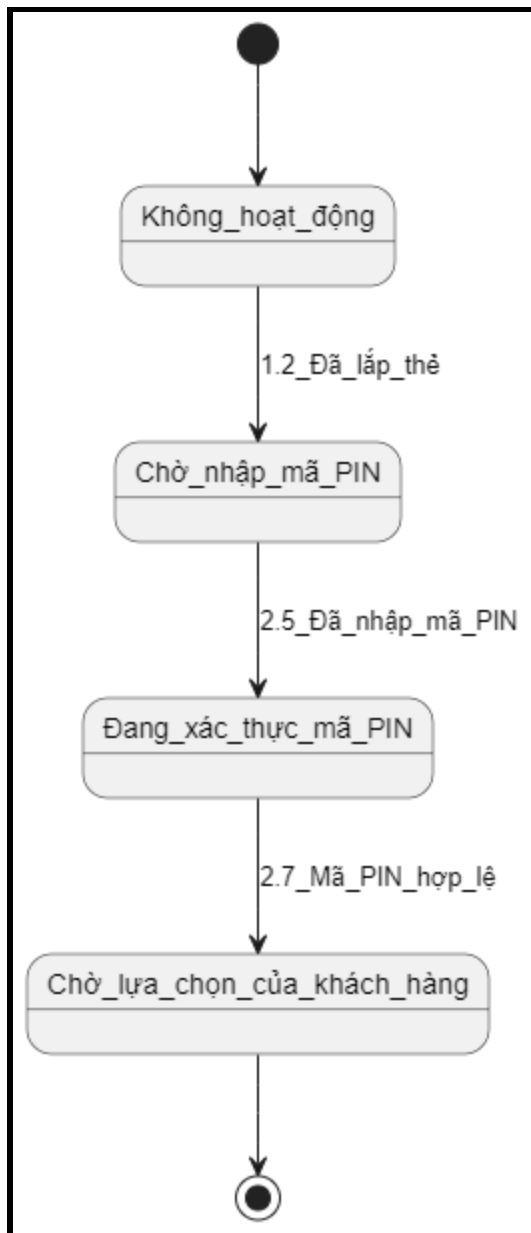 Không_hoạt_động
1.2_Đã_lắp_thẻ
Chờ_nhập_mã_PIN
2.5_Đã_nhập_mã_PIN
Đang_xác_thực_mã_PIN
2.7_Mã_PIN_hợp_lệ
Chờ_lựa_chọn_của_khách_hàng